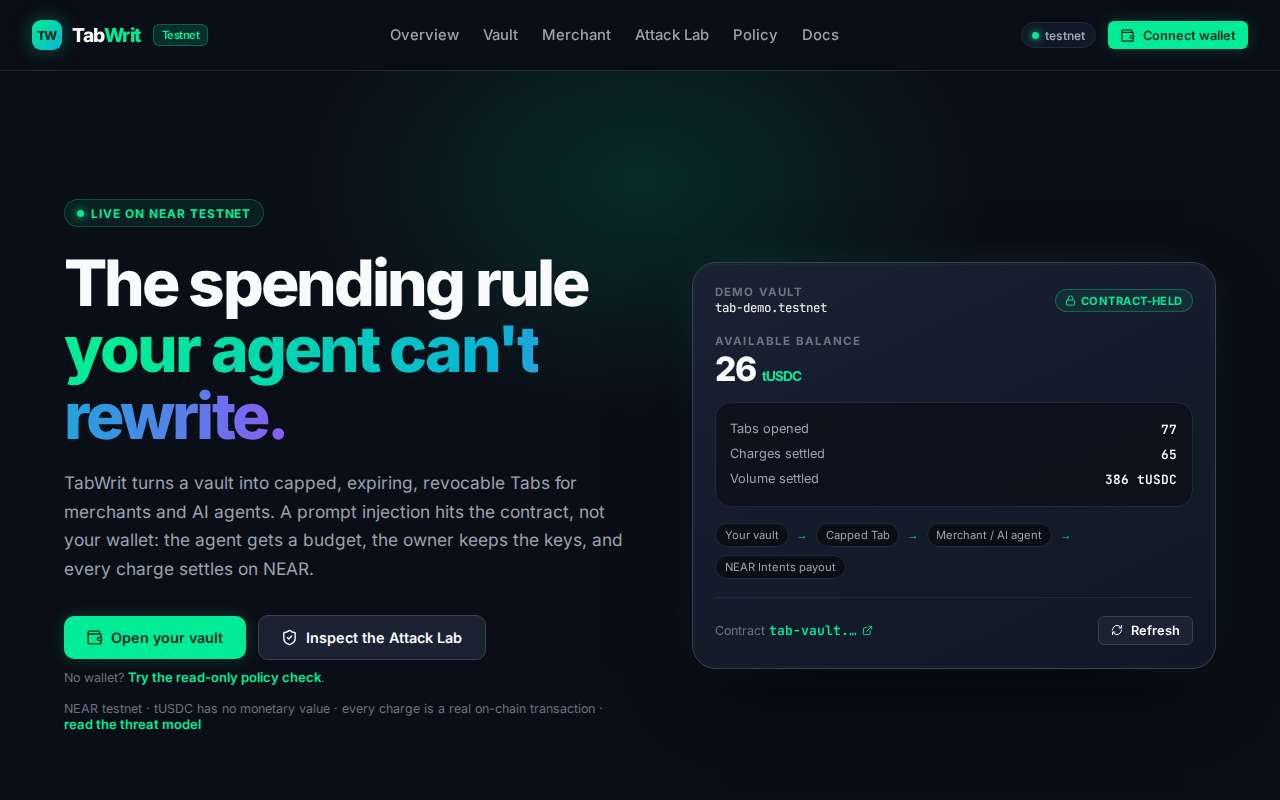 TW TabWrit Testnet
Overview Vault Merchant Attack Lab Policy Docs
testnet Connect wallet
LIVE ON NEAR TESTNET
The spending rule
your agent can't
rewrite.
TabWrit turns a vault into capped, expiring, revocable Tabs for
merchants and AI agents. A prompt injection hits the contract, not
your wallet: the agent gets a budget, the owner keeps the keys, and
every charge settles on NEAR.
Open your vault Inspect the Attack Lab
No wallet? Try the read-only policy check.
NEAR testnet · tUSDC has no monetary value · every charge is a real on-chain transaction ·
read the threat model
DEMO VAULT
tab-demo.testnet
CONTRACT-HELD
AVAILABLE BALANCE
26 tUSDC
Tabs opened 77
Charges settled 65
Volume settled 386 tUSDC
Your vault → Capped Tab → Merchant / AI agent →
NEAR Intents payout
Contract tab-vault.… Refresh